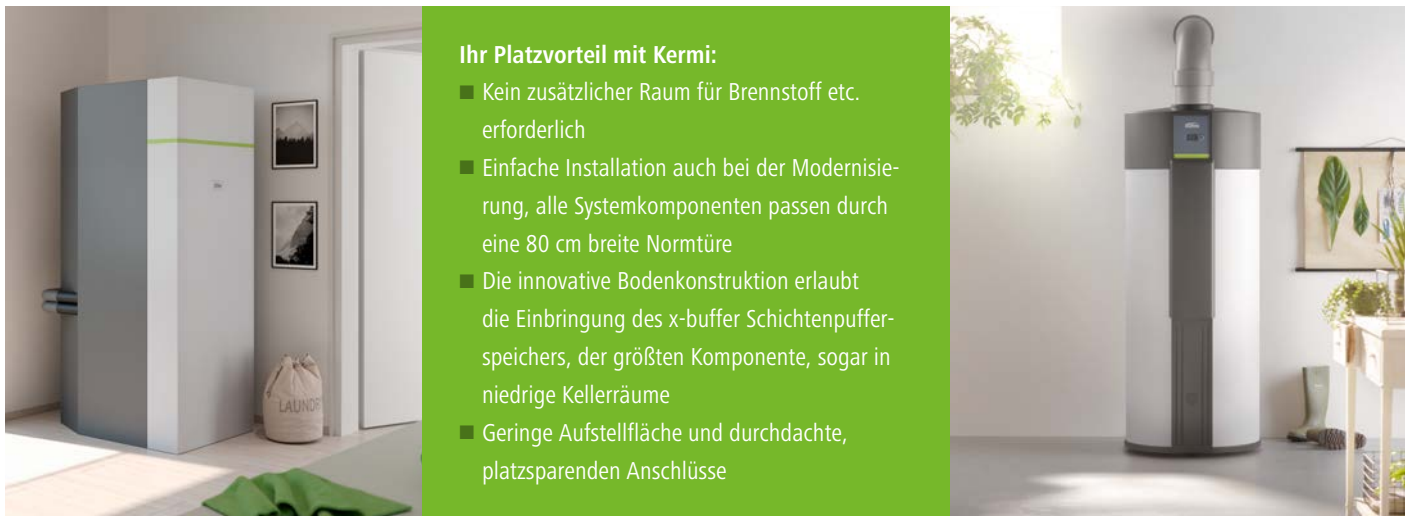 Ihr Platzvorteil mit Kermi:
■ Kein zusätzlicher Raum für Brennstoff etc.
erforderlich
■ Einfache Installation auch bei der Modernisie-
rung, alle Systemkomponenten passen durch
eine 80 cm breite Normtüre
■ Die innovative Bodenkonstruktion erlaubt
die Einbringung des x-buffer Schichtenpuffer-
speichers, der größten Komponente, sogar in
niedrige Kellerräume
■ Geringe Aufstellfläche und durchdachte,
platzsparenden Anschlüsse
LAUNDRY